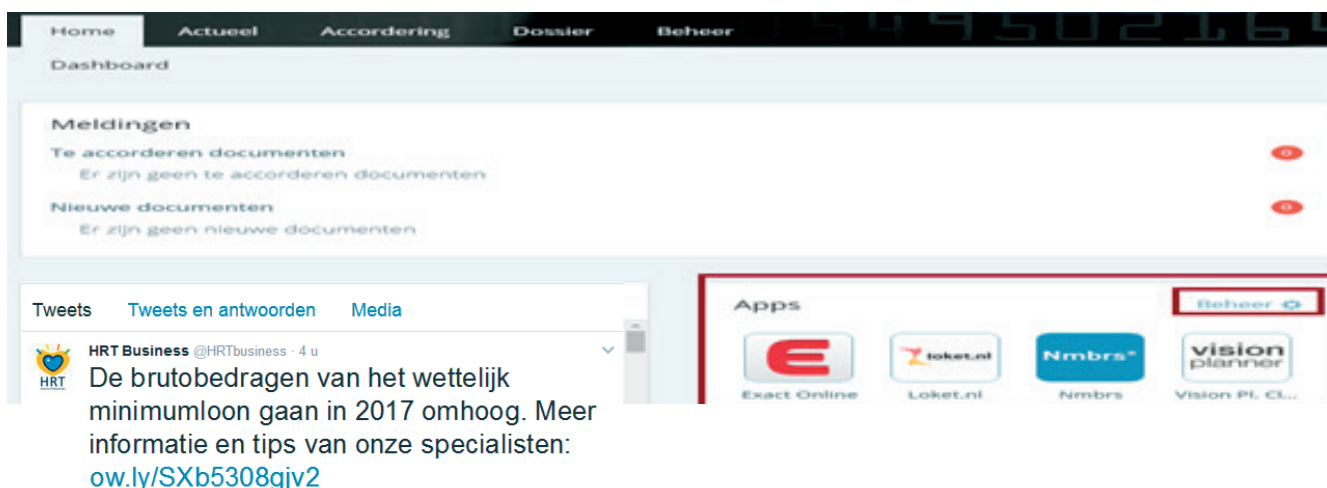 Home Actueel Accordering Dossier Beheer
Dashboard
Meldingen
Te accorderen documenten 0
Er zijn geen te accorderen documenten
Nieuwe documenten 0
Er zijn geen nieuwe documenten
Tweets Tweets en antwoorden Media
HRT Business @HRTbusiness · 4 u
HRT
De brutobedragen van het wettelijk
minimumloon gaan in 2017 omhoog. Meer
informatie en tips van onze specialisten:
ow.ly/SXb5308gjv2
Apps Beheer
E loket.nl Nmbrs vision
planner
Exact Online Loket.nl Nmbrs Vision Pl. Cl...